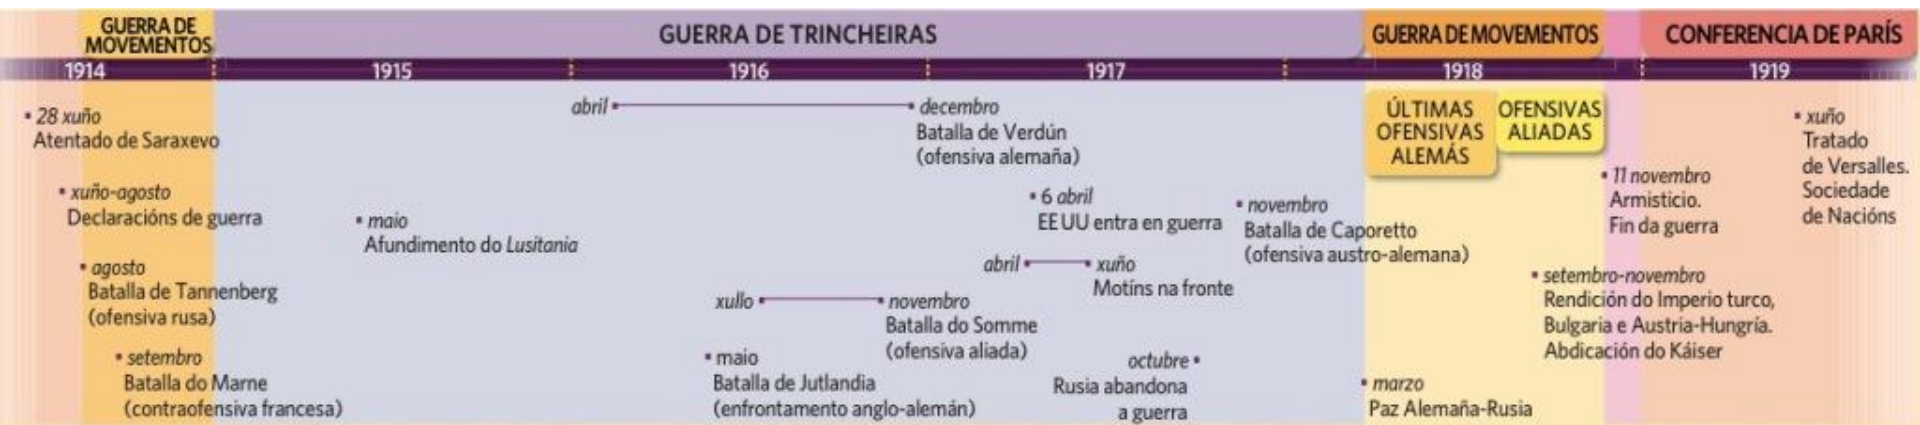 GUERRA DE
MOVEMENTOS
GUERRA DE TRINCHEIRAS
GUERRA DE MOVEMENTOS
CONFERENCIA DE PARÍS
1914
1915
1916
1917
1918
1919
28 xuño
Atentado de Saraxevo
xuño-agosto
Declaracións de guerra
agosto
Batalla de Tannenberg
(ofensiva rusa)
setembro
Batalla do Marne
(contraofensiva francesa)
maio
Afundimento do Lusitania
abril
decembro
Batalla de Verdún
(ofensiva alemaña)
xullo
novembro
Batalla do Somme
(ofensiva aliada)
maio
Batalla de Jutlandia
(enfrontamento anglo-alemán)
6 abril
EE UU entra en guerra
abril
xuño
Motíns na fronte
octubre
Rusia abandona
a guerra
novembro
Batalla de Caporetto
(ofensiva austro-alemana)
ÚLTIMAS
OFENSIVAS
ALEMÁS
OFENSIVAS
ALIADAS
marzo
Paz Alemaña-Rusia
setembro-novembro
Rendición do Imperio turco,
Bulgaria e Austria-Hungría.
Abdicación do Káiser
11 novembro
Armisticio.
Fin da guerra
xuño
Tratado
de Versalles.
Sociedade
de Nacións